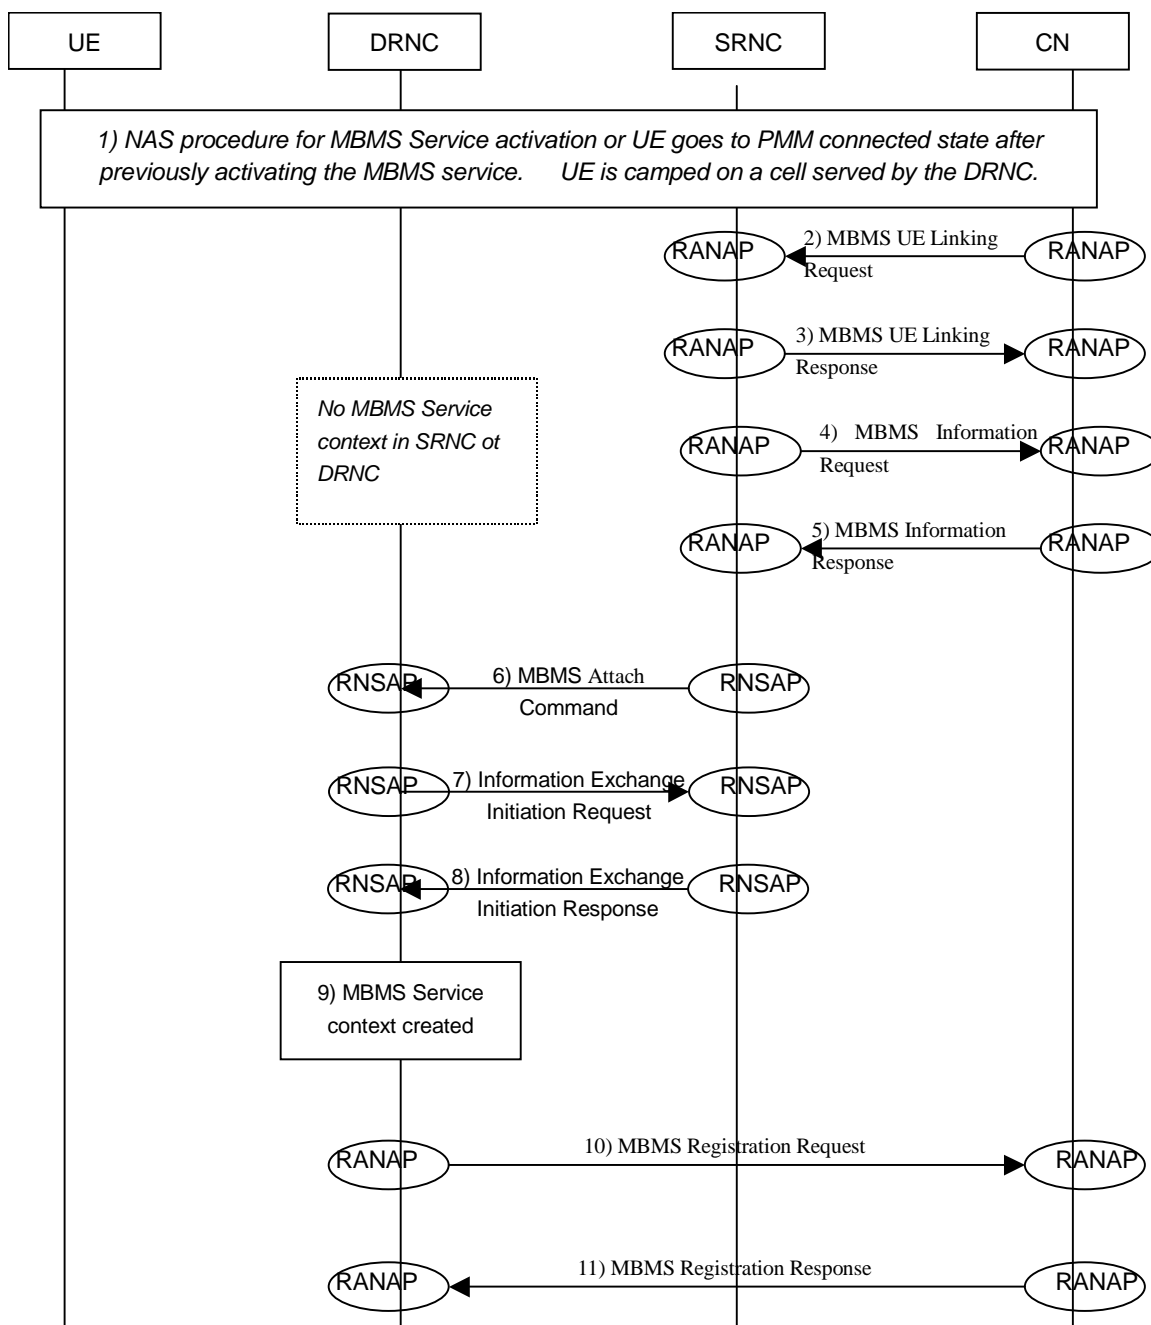 UE
DRNC
SRNC
CN
1) NAS procedure for MBMS Service activation or UE goes to PMM connected state after
previously activating the MBMS service. UE is camped on a cell served by the DRNC.
RANAP
2) MBMS UE Linking
Request
RANAP
RANAP
3) MBMS UE Linking
Response
RANAP
No MBMS Service
context in SRNC ot
DRNC
RANAP
4) MBMS Information
Request
RANAP
RANAP
5) MBMS Information
Response
RANAP
RNSAP
6) MBMS Attach
Command
RNSAP
RNSAP
7) Information Exchange
Initiation Request
RNSAP
RNSAP
8) Information Exchange
Initiation Response
RNSAP
9) MBMS Service
context created
RANAP
10) MBMS Registration Request
RANAP
RANAP
11) MBMS Registration Response
RANAP